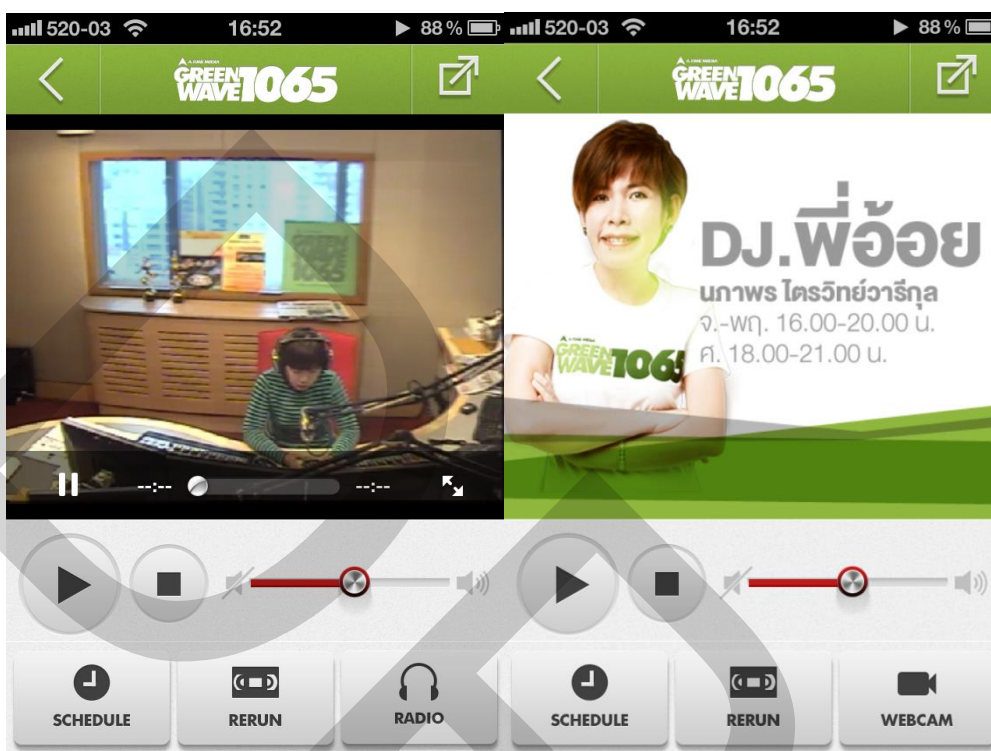 520-03 16:52 88%
A-TIME MEDIA
GREEN
WAVE 1065
GREEN
WAVE
1065
--:-- --:--
SCHEDULE RERUN RADIO
520-03 16:52 88%
A-TIME MEDIA
GREEN
WAVE 1065
DJ.พี่อ้อย
นภาพร ไตรวิทย์วารีกุล
จ.-พฤ. 16.00-20.00 น.
ศ. 18.00-21.00 น.
A-TIME MEDIA
GREEN
WAVE 1065
SCHEDULE RERUN WEBCAM